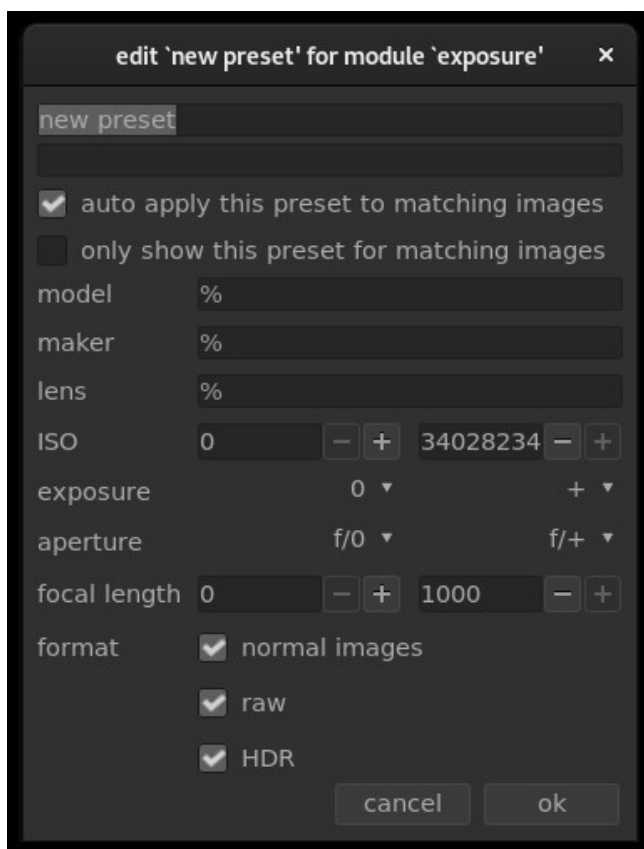 edit `new preset' for module `exposure' ×
new preset
auto apply this preset to matching images
only show this preset for matching images
model %
maker %
lens %
ISO 0 − + 34028234 − +
exposure 0 ▼ + ▼
aperture f/0 ▼ f/+ ▼
focal length 0 − + 1000 − +
format normal images
raw
HDR
cancel ok